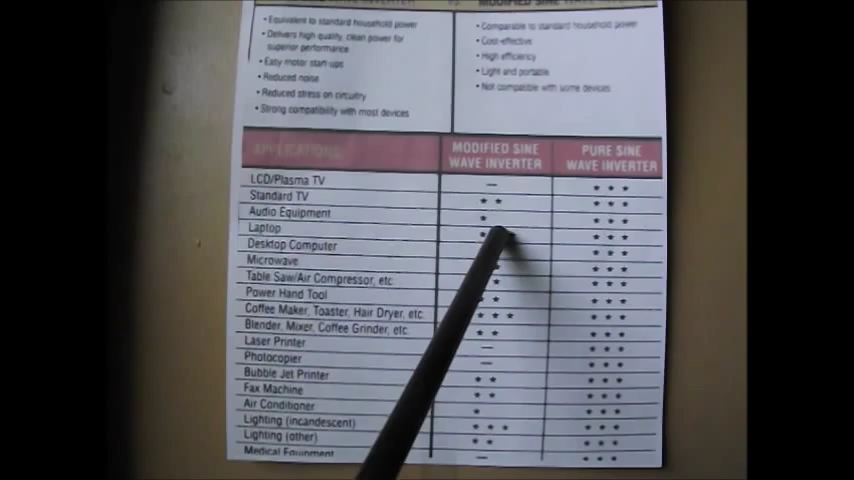 • Equivalent to standard household power
• Delivers high quality, clean power for
superior performance
• Easy motor start-ups
• Reduced noise
• Reduced stress on circuitry
• Strong compatibility with most devices
• Comparable to standard household power
• Cost-effective
• High efficiency
• Light and portable
• Not compatible with some devices
APPLICATIONS
MODIFIED SINE
WAVE INVERTER
PURE SINE
WAVE INVERTER
LCD/Plasma TV — ★ ★ ★
Standard TV ★ ★ ★ ★ ★
Audio Equipment ★ ★ ★ ★
Laptop ★ ★ ★ ★
Desktop Computer ★ ★ ★
Microwave ★ ★ ★ ★
Table Saw/Air Compressor, etc. ★ ★ ★ ★
Power Hand Tool ★ ★ ★ ★ ★
Coffee Maker, Toaster, Hair Dryer, etc. ★ ★ ★ ★ ★ ★
Blender, Mixer, Coffee Grinder, etc. ★ ★ ★ ★ ★
Laser Printer — ★ ★ ★
Photocopier — ★ ★ ★
Bubble Jet Printer ★ ★ ★ ★ ★
Fax Machine ★ ★ ★ ★ ★
Air Conditioner ★ ★ ★ ★
Lighting (incandescent) ★ ★ ★ ★ ★ ★
Lighting (other) ★ ★ ★ ★ ★
Medical Equipment — ★ ★ ★